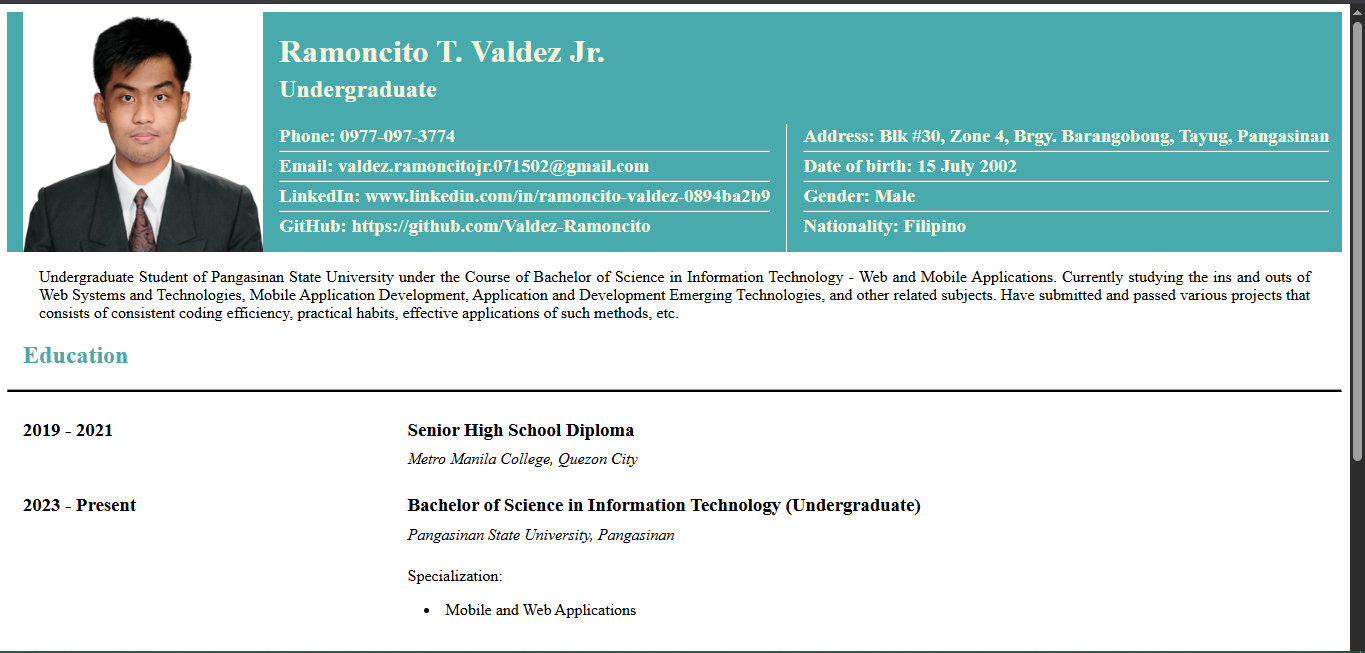 Ramoncito T. Valdez Jr.
Undergraduate
Phone: 0977-097-3774
Email: valdez.ramoncitojr.071502@gmail.com
LinkedIn: www.linkedin.com/in/ramoncito-valdez-0894ba2b9
GitHub: https://github.com/Valdez-Ramoncito
Address: Blk #30, Zone 4, Brgy. Barangobong, Tayug, Pangasinan
Date of birth: 15 July 2002
Gender: Male
Nationality: Filipino
Undergraduate Student of Pangasinan State University under the Course of Bachelor of Science in Information Technology - Web and Mobile Applications. Currently studying the ins and outs of
Web Systems and Technologies, Mobile Application Development, Application and Development Emerging Technologies, and other related subjects. Have submitted and passed various projects that
consists of consistent coding efficiency, practical habits, effective applications of such methods, etc.
Education
2019 - 2021
Senior High School Diploma
Metro Manila College, Quezon City
2023 - Present
Bachelor of Science in Information Technology (Undergraduate)
Pangasinan State University, Pangasinan
Specialization:
• Mobile and Web Applications